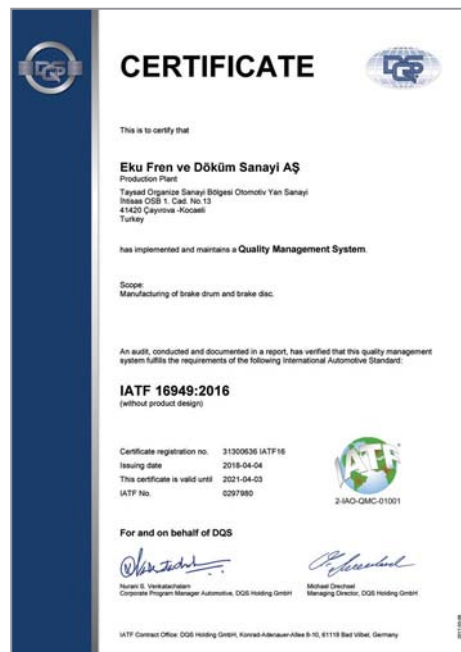 DQS
CERTIFICATE
DQS
This is to certify that
Eku Fren ve Döküm Sanayi AŞ
Production Plant
Taysad Organize Sanayi Bölgesi Otomotiv Yan Sanayi
İhtisas OSB 1. Cad. No.13
41420 Çayırova -Kocaeli
Turkey
has implemented and maintains a Quality Management System.
Scope:
Manufacturing of brake drum and brake disc.
An audit, conducted and documented in a report, has verified that this quality management
system fulfills the requirements of the following International Automotive Standard:
IATF 16949:2016
(without product design)
Certificate registration no. 31300636 IATF16
Issuing date 2018-04-04
This certificate is valid until 2021-04-03
IATF No. 0297980
IATF
2-IAO-QMC-01001
For and on behalf of DQS
Nurani S. Venkatachalam
Corporate Program Manager Automotive, DQS Holding GmbH
Michael Drechsel
Managing Director, DQS Holding GmbH
IATF Contract Office: DQS Holding GmbH, Konrad-Adenauer-Allee 8-10, 61118 Bad Vilbel, Germany